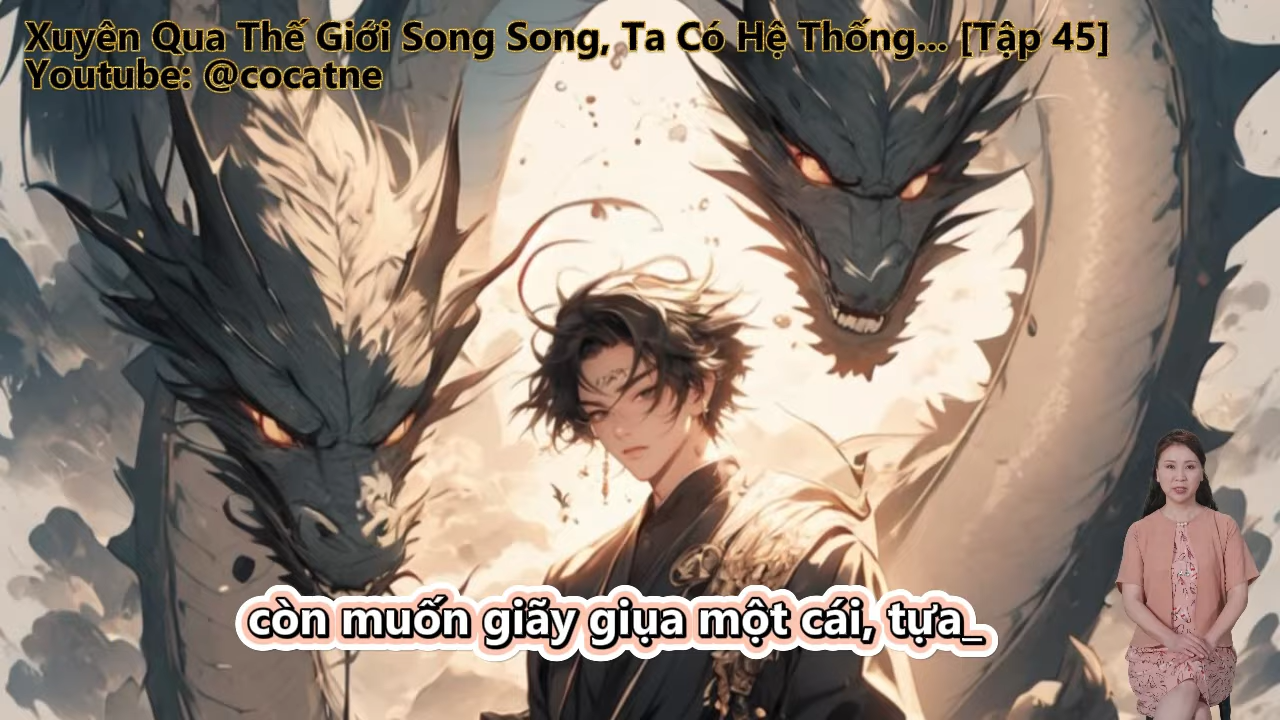 Xuyên Qua Thế Giới Song Song, Ta Có Hệ Thống... [Tập 45]
Youtube: @cocatne
còn muốn giãy giụa một cái, tựa_